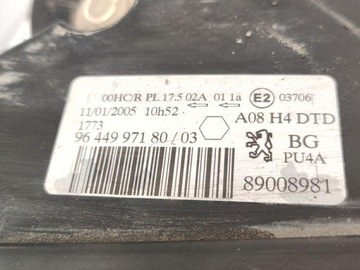 00HC/R PL 17.5 02A 01 1a E2 03706
11/01/2005 10h52 A08 H4 DTD
1773
96 449 971 80 / 03 BG
PU4A
89008981